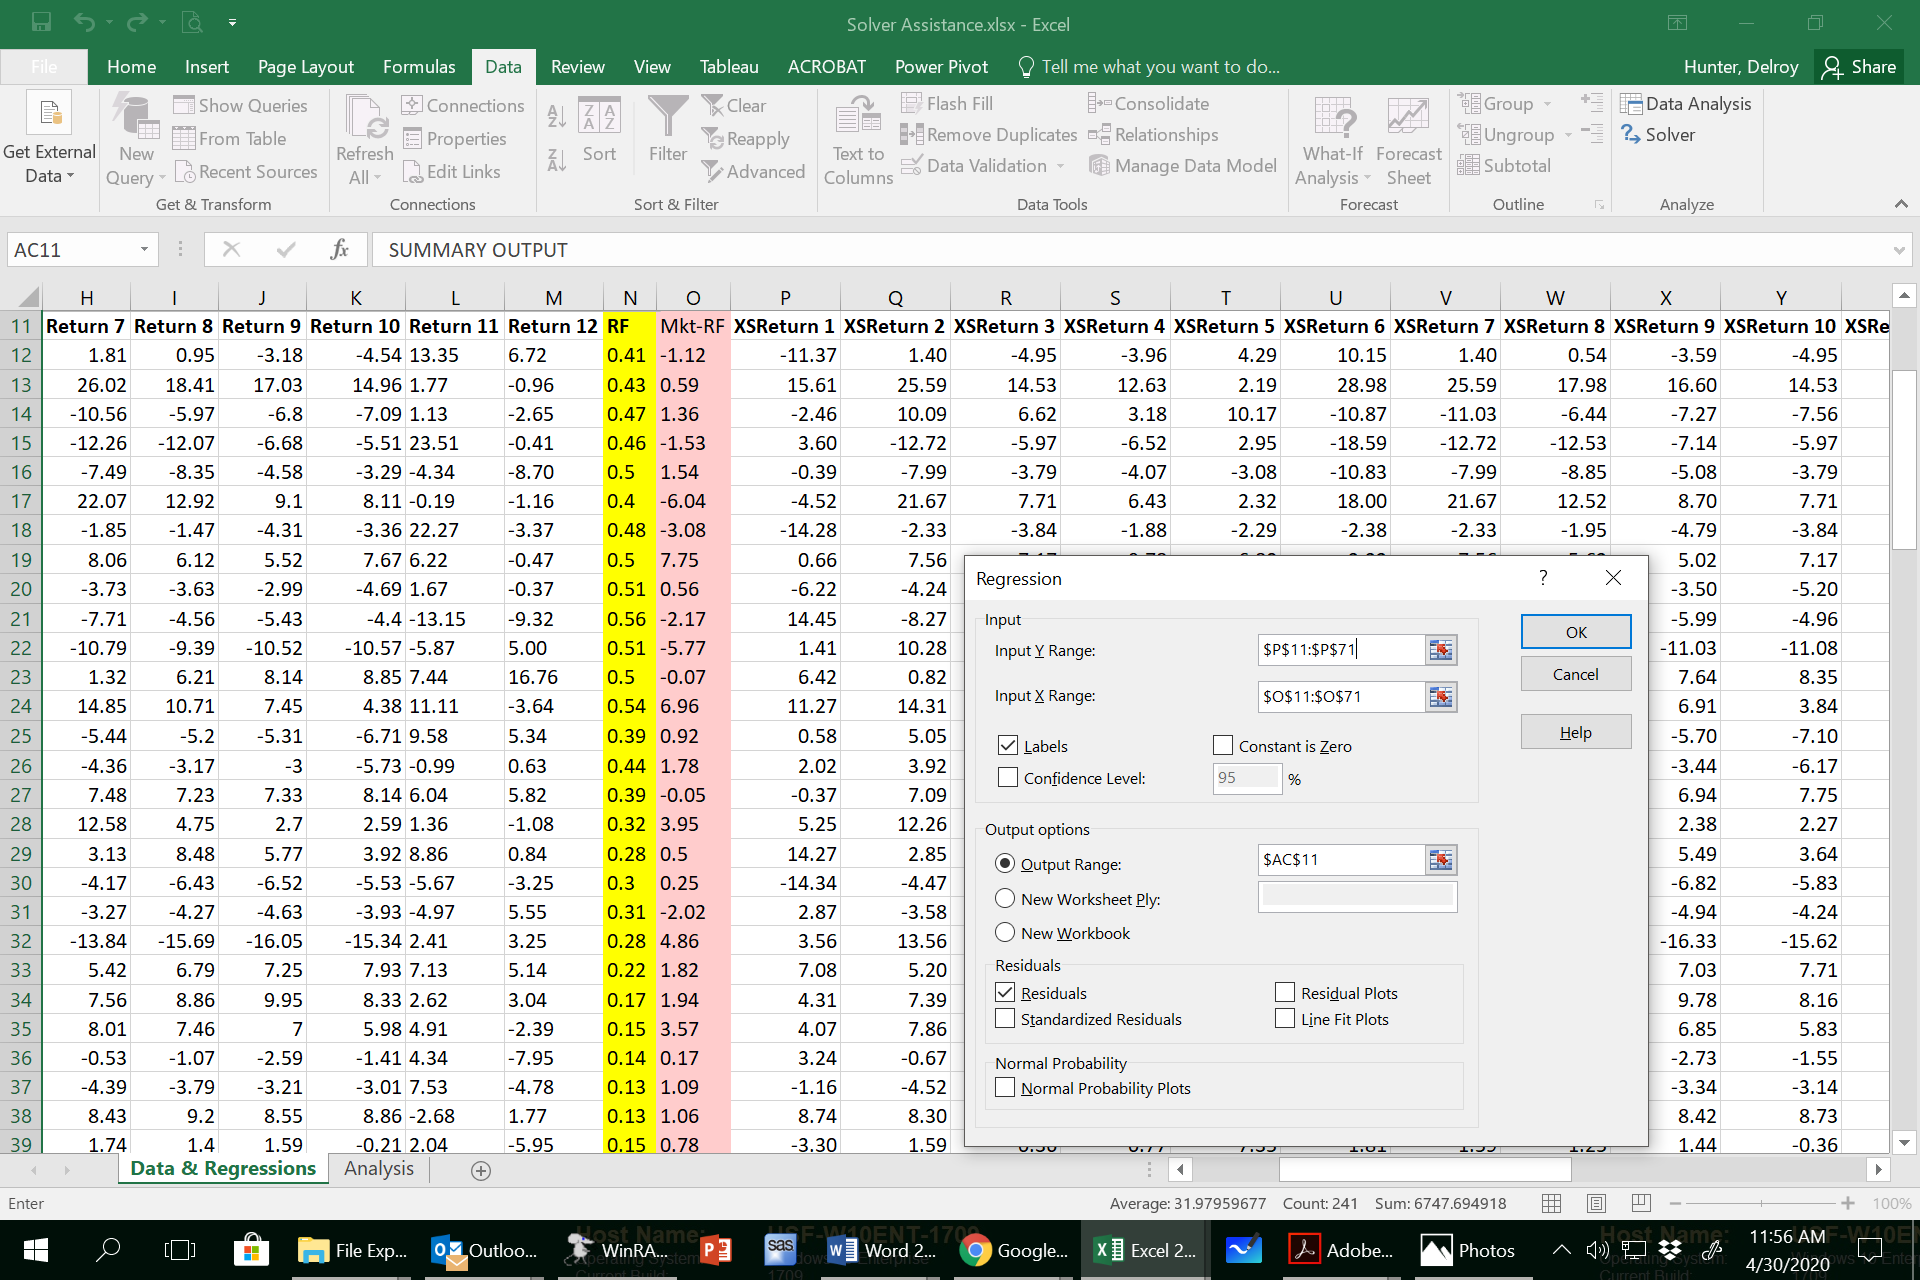 Solver Assistance.xlsx - Excel
File Home Insert Page Layout Formulas Data Review View Tableau ACROBAT Power Pivot Tell me what you want to do... Hunter, Delroy Share
Get External Data
New Query
Show Queries
From Table
Recent Sources
Get & Transform
Refresh All
Connections
Properties
Edit Links
Connections
Sort
Filter
Clear
Reapply
Advanced
Sort & Filter
Text to Columns
Flash Fill
Remove Duplicates
Data Validation
Consolidate
Relationships
Manage Data Model
Data Tools
What-If Analysis
Forecast Sheet
Forecast
Group
Ungroup
Subtotal
Outline
Data Analysis
Solver
Analyze
AC11 fx SUMMARY OUTPUT
H I J K L M N O P Q R S T U V W X Y
11 Return 7 Return 8 Return 9 Return 10 Return 11 Return 12 RF Mkt-RF XSReturn 1 XSReturn 2 XSReturn 3 XSReturn 4 XSReturn 5 XSReturn 6 XSReturn 7 XSReturn 8 XSReturn 9 XSReturn 10 XSRe
12 1.81 0.95 -3.18 -4.54 13.35 6.72 0.41 -1.12 -11.37 1.40 -4.95 -3.96 4.29 10.15 1.40 0.54 -3.59 -4.95
13 26.02 18.41 17.03 14.96 1.77 -0.96 0.43 0.59 15.61 25.59 14.53 12.63 2.19 28.98 25.59 17.98 16.60 14.53
14 -10.56 -5.97 -6.8 -7.09 1.13 -2.65 0.47 1.36 -2.46 10.09 6.62 3.18 10.17 -10.87 -11.03 -6.44 -7.27 -7.56
15 -12.26 -12.07 -6.68 -5.51 23.51 -0.41 0.46 -1.53 3.60 -12.72 -5.97 -6.52 2.95 -18.59 -12.72 -12.53 -7.14 -5.97
16 -7.49 -8.35 -4.58 -3.29 -4.34 -8.70 0.5 1.54 -0.39 -7.99 -3.79 -4.07 -3.08 -10.83 -7.99 -8.85 -5.08 -3.79
17 22.07 12.92 9.1 8.11 -0.19 -1.16 0.4 -6.04 -4.52 21.67 7.71 6.43 2.32 18.00 21.67 12.52 8.70 7.71
18 -1.85 -1.47 -4.31 -3.36 22.27 -3.37 0.48 -3.08 -14.28 -2.33 -3.84 -1.88 -2.29 -2.38 -2.33 -1.95 -4.79 -3.84
19 8.06 6.12 5.52 7.67 6.22 -0.47 0.5 7.75 0.66 7.56 5.02 7.17
20 -3.73 -3.63 -2.99 -4.69 1.67 -0.37 0.51 0.56 -6.22 -4.24 -3.50 -5.20
21 -7.71 -4.56 -5.43 -4.4 -13.15 -9.32 0.56 -2.17 14.45 -8.27 -5.99 -4.96
22 -10.79 -9.39 -10.52 -10.57 -5.87 5.00 0.51 -5.77 1.41 10.28 -11.03 -11.08
23 1.32 6.21 8.14 8.85 7.44 16.76 0.5 -0.07 6.42 0.82 7.64 8.35
24 14.85 10.71 7.45 4.38 11.11 -3.64 0.54 6.96 11.27 14.31 6.91 3.84
25 -5.44 -5.2 -5.31 -6.71 9.58 5.34 0.39 0.92 0.58 5.05 -5.70 -7.10
26 -4.36 -3.17 -3 -5.73 -0.99 0.63 0.44 1.78 2.02 3.92 -3.44 -6.17
27 7.48 7.23 7.33 8.14 6.04 5.82 0.39 -0.05 -0.37 7.09 6.94 7.75
28 12.58 4.75 2.7 2.59 1.36 -1.08 0.32 3.95 5.25 12.26 2.38 2.27
29 3.13 8.48 5.77 3.92 8.86 0.84 0.28 0.5 14.27 2.85 5.49 3.64
30 -4.17 -6.43 -6.52 -5.53 -5.67 -3.25 0.3 0.25 -14.34 -4.47 -6.82 -5.83
31 -3.27 -4.27 -4.63 -3.93 -4.97 5.55 0.31 -2.02 2.87 -3.58 -4.94 -4.24
32 -13.84 -15.69 -16.05 -15.34 2.41 3.25 0.28 4.86 3.56 13.56 -16.33 -15.62
33 5.42 6.79 7.25 7.93 7.13 5.14 0.22 1.82 7.08 5.20 7.03 7.71
34 7.56 8.86 9.95 8.33 2.62 3.04 0.17 1.94 4.31 7.39 9.78 8.16
35 8.01 7.46 7 5.98 4.91 -2.39 0.15 3.57 4.07 7.86 6.85 5.83
36 -0.53 -1.07 -2.59 -1.41 4.34 -7.95 0.14 0.17 3.24 -0.67 -2.73 -1.55
37 -4.39 -3.79 -3.21 -3.01 7.53 -4.78 0.13 1.09 -1.16 -4.52 -3.34 -3.14
38 8.43 9.2 8.55 8.86 -2.68 1.77 0.13 1.06 8.74 8.30 8.42 8.73
39 1.74 1.4 1.59 -0.21 2.04 -5.95 0.15 0.78 -3.30 1.59 1.44 -0.36
Regression ?
Input
Input Y Range: $P$11:$P$71
Input X Range: $O$11:$O$71
Labels Constant is Zero
Confidence Level: 95 %
OK
Cancel
Help
Output options
Output Range: $AC$11
New Worksheet Ply:
New Workbook
Residuals
Residuals Residual Plots
Standardized Residuals Line Fit Plots
Normal Probability
Normal Probability Plots
Data & Regressions Analysis
Enter Average: 31.97959677 Count: 241 Sum: 6747.694918 100%
File Exp... Outloo... WinRA... Word 2... Google... Excel 2... Adobe... Photos
11:56 AM
4/30/2020